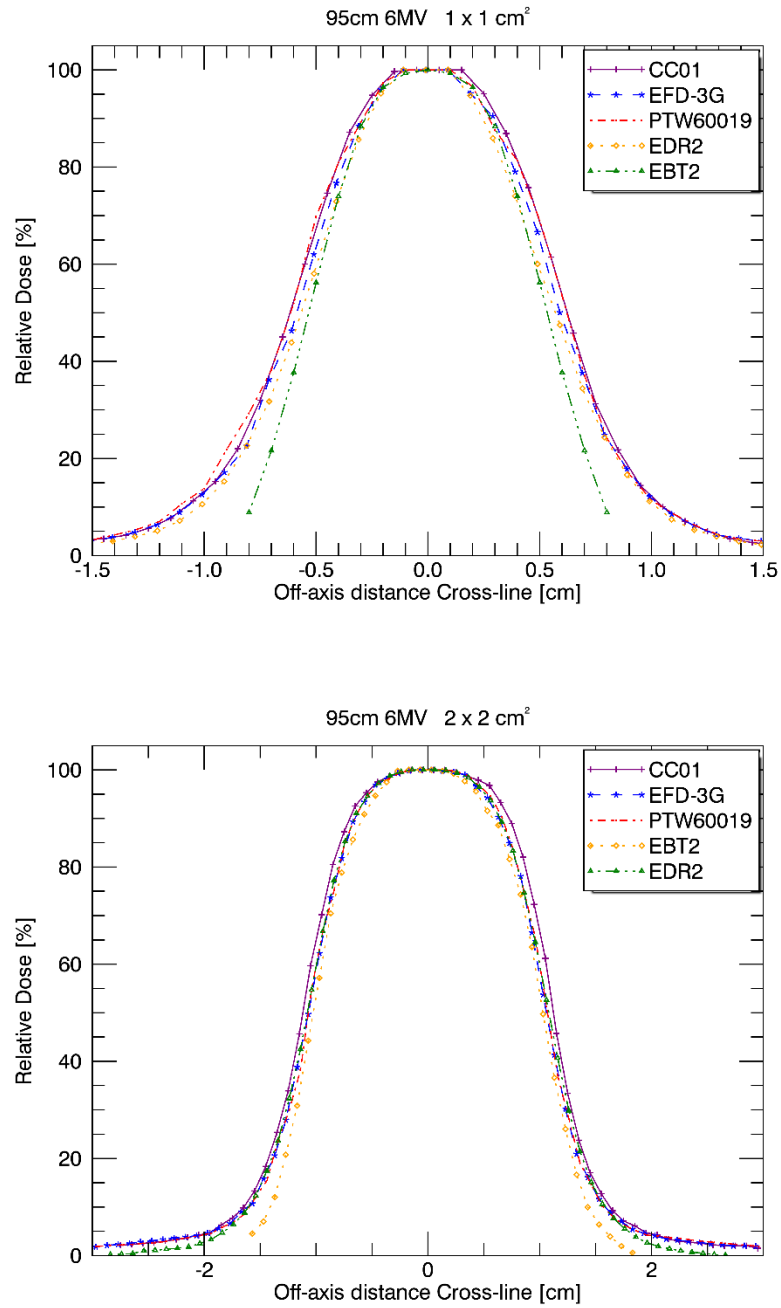 95cm 6MV 1 x 1 cm²
CC01
EFD-3G
PTW60019
EDR2
EBT2
Relative Dose [%]
100
80
60
40
20
0
-1.5 -1.0 -0.5 0.0 0.5 1.0 1.5
Off-axis distance Cross-line [cm]
95cm 6MV 2 x 2 cm²
CC01
EFD-3G
PTW60019
EBT2
EDR2
Relative Dose [%]
100
80
60
40
20
0
-2 0 2
Off-axis distance Cross-line [cm]